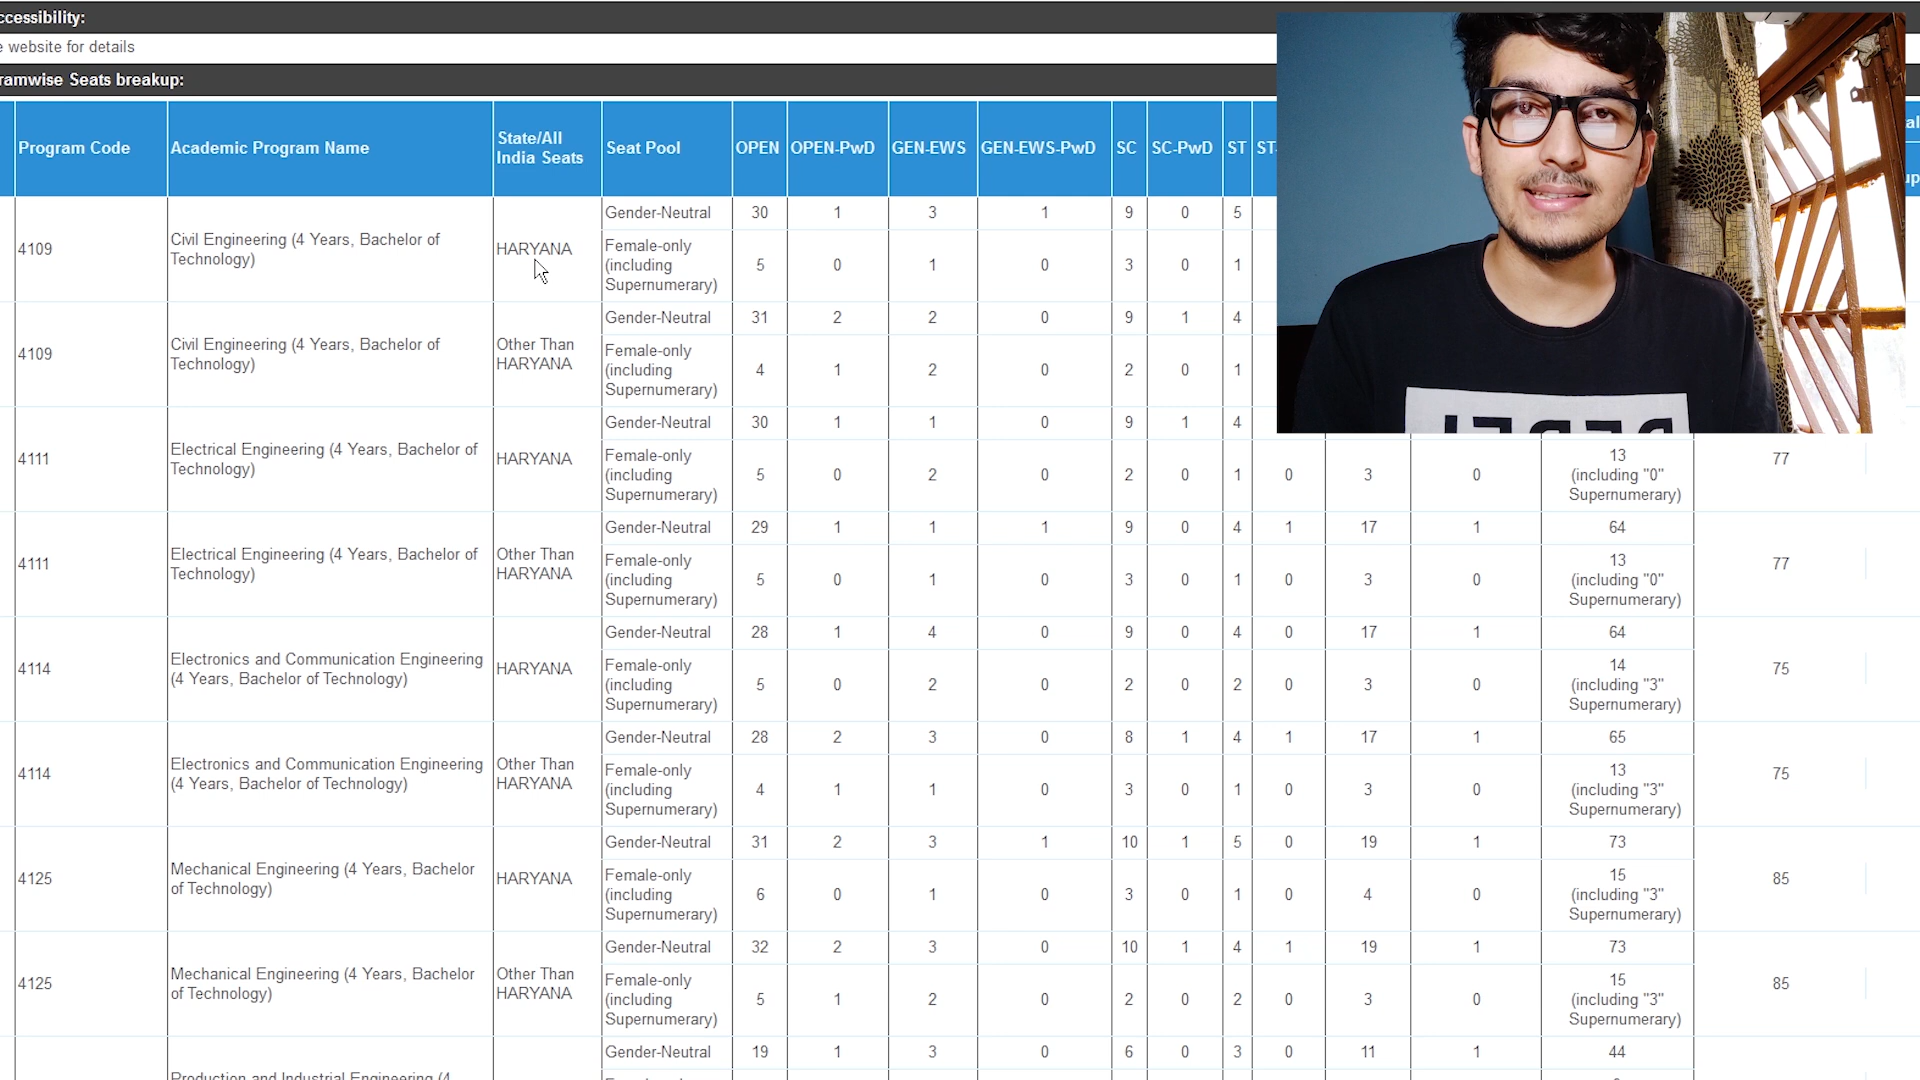 ccessibility:
e website for details
ramwise Seats breakup:
Program Code Academic Program Name State/All India Seats Seat Pool OPEN OPEN-PwD GEN-EWS GEN-EWS-PwD SC SC-PwD ST ST-
4109 Civil Engineering (4 Years, Bachelor of Technology) HARYANA
Gender-Neutral 30 1 3 1 9 0 5
Female-only (including Supernumerary) 5 0 1 0 3 0 1
4109 Civil Engineering (4 Years, Bachelor of Technology) Other Than HARYANA
Gender-Neutral 31 2 2 0 9 1 4
Female-only (including Supernumerary) 4 1 2 0 2 0 1
4111 Electrical Engineering (4 Years, Bachelor of Technology) HARYANA
Gender-Neutral 30 1 1 0 9 1 4
Female-only (including Supernumerary) 5 0 2 0 2 0 1 0 3 0 13 (including "0" Supernumerary) 77
4111 Electrical Engineering (4 Years, Bachelor of Technology) Other Than HARYANA
Gender-Neutral 29 1 1 1 9 0 4 1 17 1 64
Female-only (including Supernumerary) 5 0 1 0 3 0 1 0 3 0 13 (including "0" Supernumerary) 77
4114 Electronics and Communication Engineering (4 Years, Bachelor of Technology) HARYANA
Gender-Neutral 28 1 4 0 9 0 4 0 17 1 64
Female-only (including Supernumerary) 5 0 2 0 2 0 2 0 3 0 14 (including "3" Supernumerary) 75
4114 Electronics and Communication Engineering (4 Years, Bachelor of Technology) Other Than HARYANA
Gender-Neutral 28 2 3 0 8 1 4 1 17 1 65
Female-only (including Supernumerary) 4 1 1 0 3 0 1 0 3 0 13 (including "3" Supernumerary) 75
4125 Mechanical Engineering (4 Years, Bachelor of Technology) HARYANA
Gender-Neutral 31 2 3 1 10 1 5 0 19 1 73
Female-only (including Supernumerary) 6 0 1 0 3 0 1 0 4 0 15 (including "3" Supernumerary) 85
4125 Mechanical Engineering (4 Years, Bachelor of Technology) Other Than HARYANA
Gender-Neutral 32 2 3 0 10 1 4 1 19 1 73
Female-only (including Supernumerary) 5 1 2 0 2 0 2 0 3 0 15 (including "3" Supernumerary) 85
Gender-Neutral 19 1 3 0 6 0 3 0 11 1 44
Production and Industrial Engineering (4